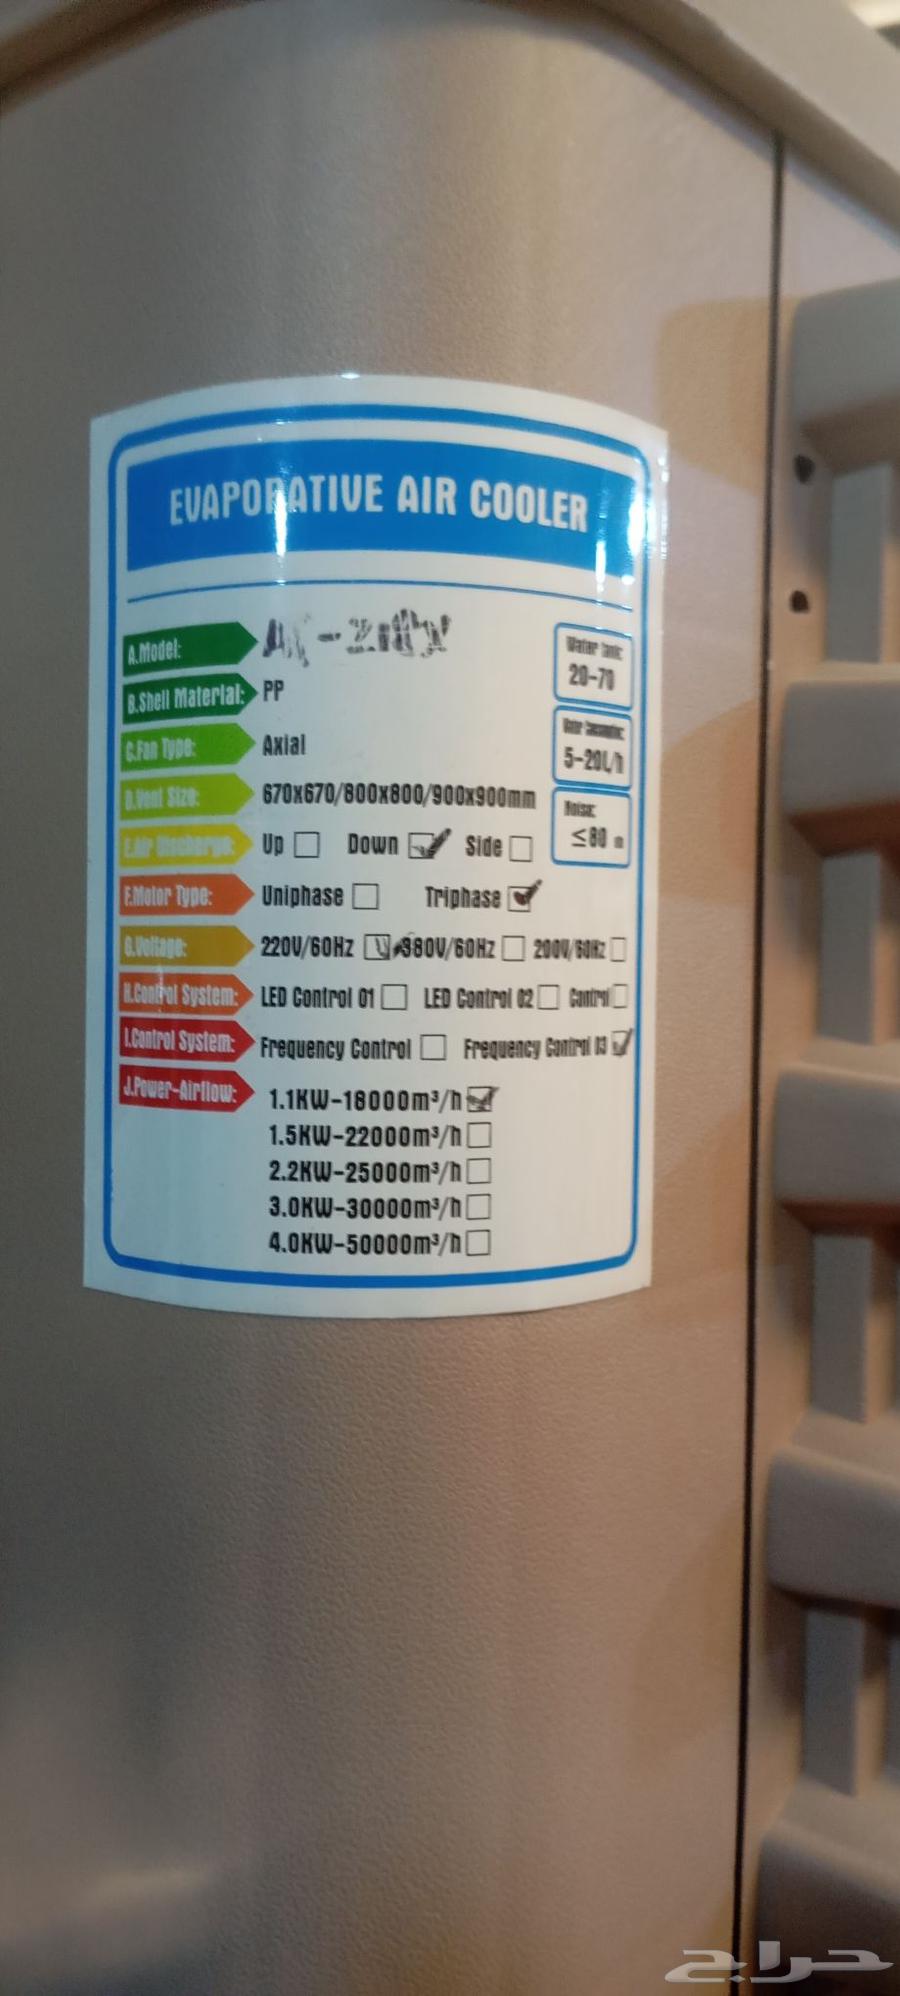 EVAPORATIVE AIR COOLER
A.Model:
B.Shell Material: PP
C.Fan Type: Axial
D.Vent Size: 670x670/800x800/900x900mm
E.Air Discharge: Up Down Side
F.Motor Type: Uniphase Triphase
G.Voltage: 220V/60Hz 380V/60Hz 200V/60Hz
H.Control System: LED Control 01 LED Control 02 Control
I.Control System: Frequency Control Frequency Control 03
J.Power-Airflow: 1.1KW-18000m³/h
1.5KW-22000m³/h
2.2KW-25000m³/h
3.0KW-30000m³/h
4.0KW-50000m³/h
Water tank:
20-70
5-20L/h
Noise:
≤80
حراج